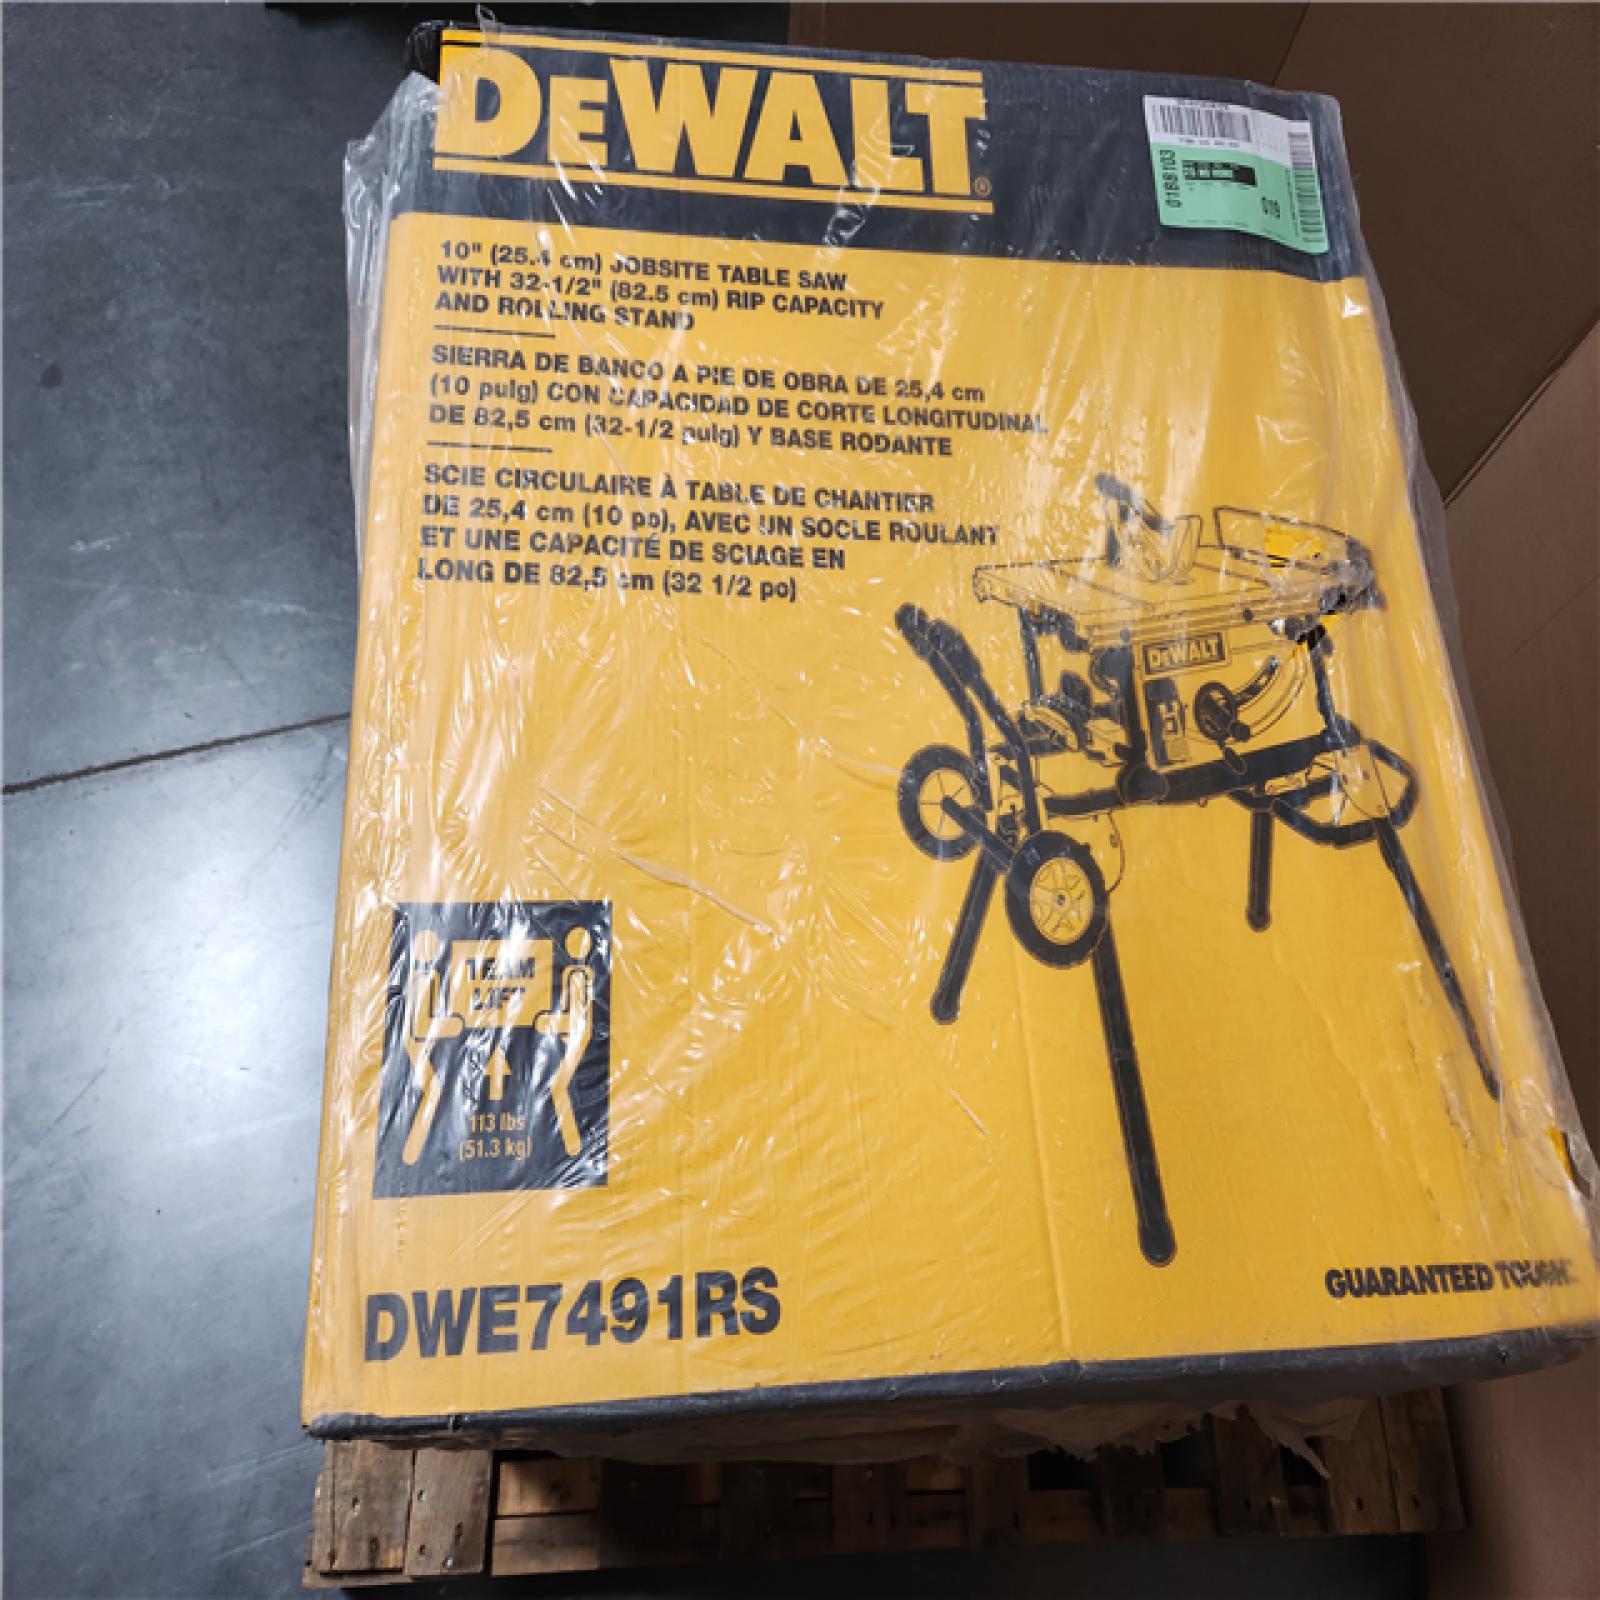 DEWALT®
01B8103
019
10" (25.4 cm) JOBSITE TABLE SAW
WITH 32-1/2" (82.5 cm) RIP CAPACITY
AND ROLLING STAND
SIERRA DE BANCO A PIE DE OBRA DE 25,4 cm
(10 pulg) CON CAPACIDAD DE CORTE LONGITUDINAL
DE 82,5 cm (32-1/2 pulg) Y BASE RODANTE
SCIE CIRCULAIRE À TABLE DE CHANTIER
DE 25,4 cm (10 po), AVEC UN SOCLE ROULANT
ET UNE CAPACITÉ DE SCIAGE EN
LONG DE 82,5 cm (32 1/2 po)
DEWALT
TEAM
LIFT
113 lbs
(51.3 kg)
DWE7491RS
GUARANTEED TOUGH.